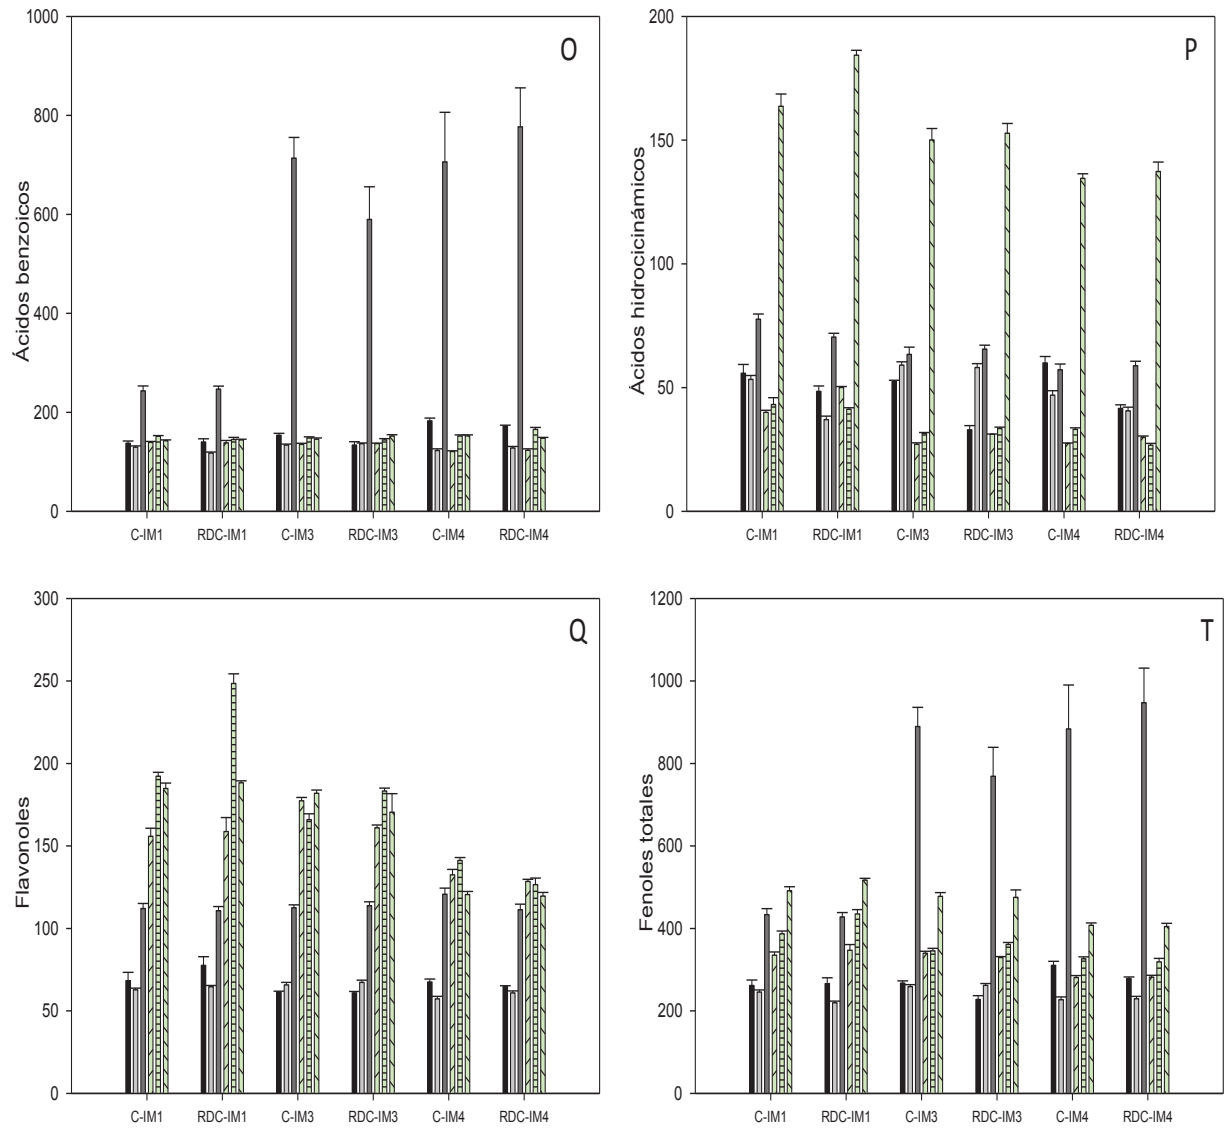 Ácidos benzoicos
1000
800
600
400
200
0
O
C-IM1 RDC-IM1 C-IM3 RDC-IM3 C-IM4 RDC-IM4
Ácidos hidrocicinámicos
200
150
100
50
0
P
C-IM1 RDC-IM1 C-IM3 RDC-IM3 C-IM4 RDC-IM4
Flavonoles
300
250
200
150
100
50
0
Q
C-IM1 RDC-IM1 C-IM3 RDC-IM3 C-IM4 RDC-IM4
Fenoles totales
1200
1000
800
600
400
200
0
T
C-IM1 RDC-IM1 C-IM3 RDC-IM3 C-IM4 RDC-IM4